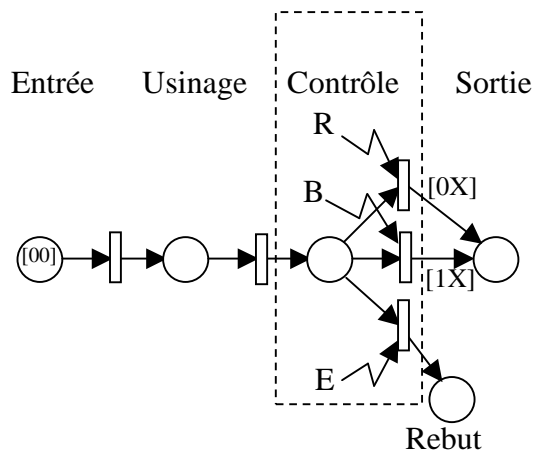 Entrée Usinage Contrôle Sortie
R
[0X]
B
[00]
[1X]
E
Rebut